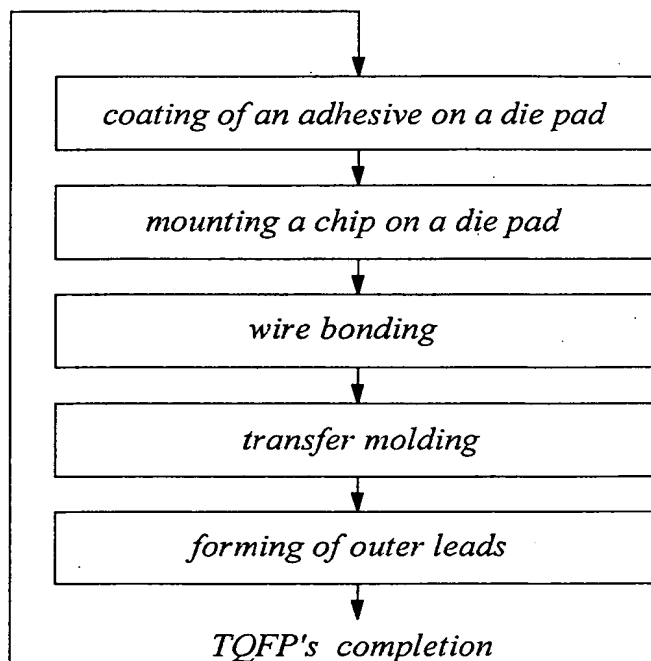 coating of an adhesive on a die pad
mounting a chip on a die pad
wire bonding
transfer molding
forming of outer leads
TQFP's completion